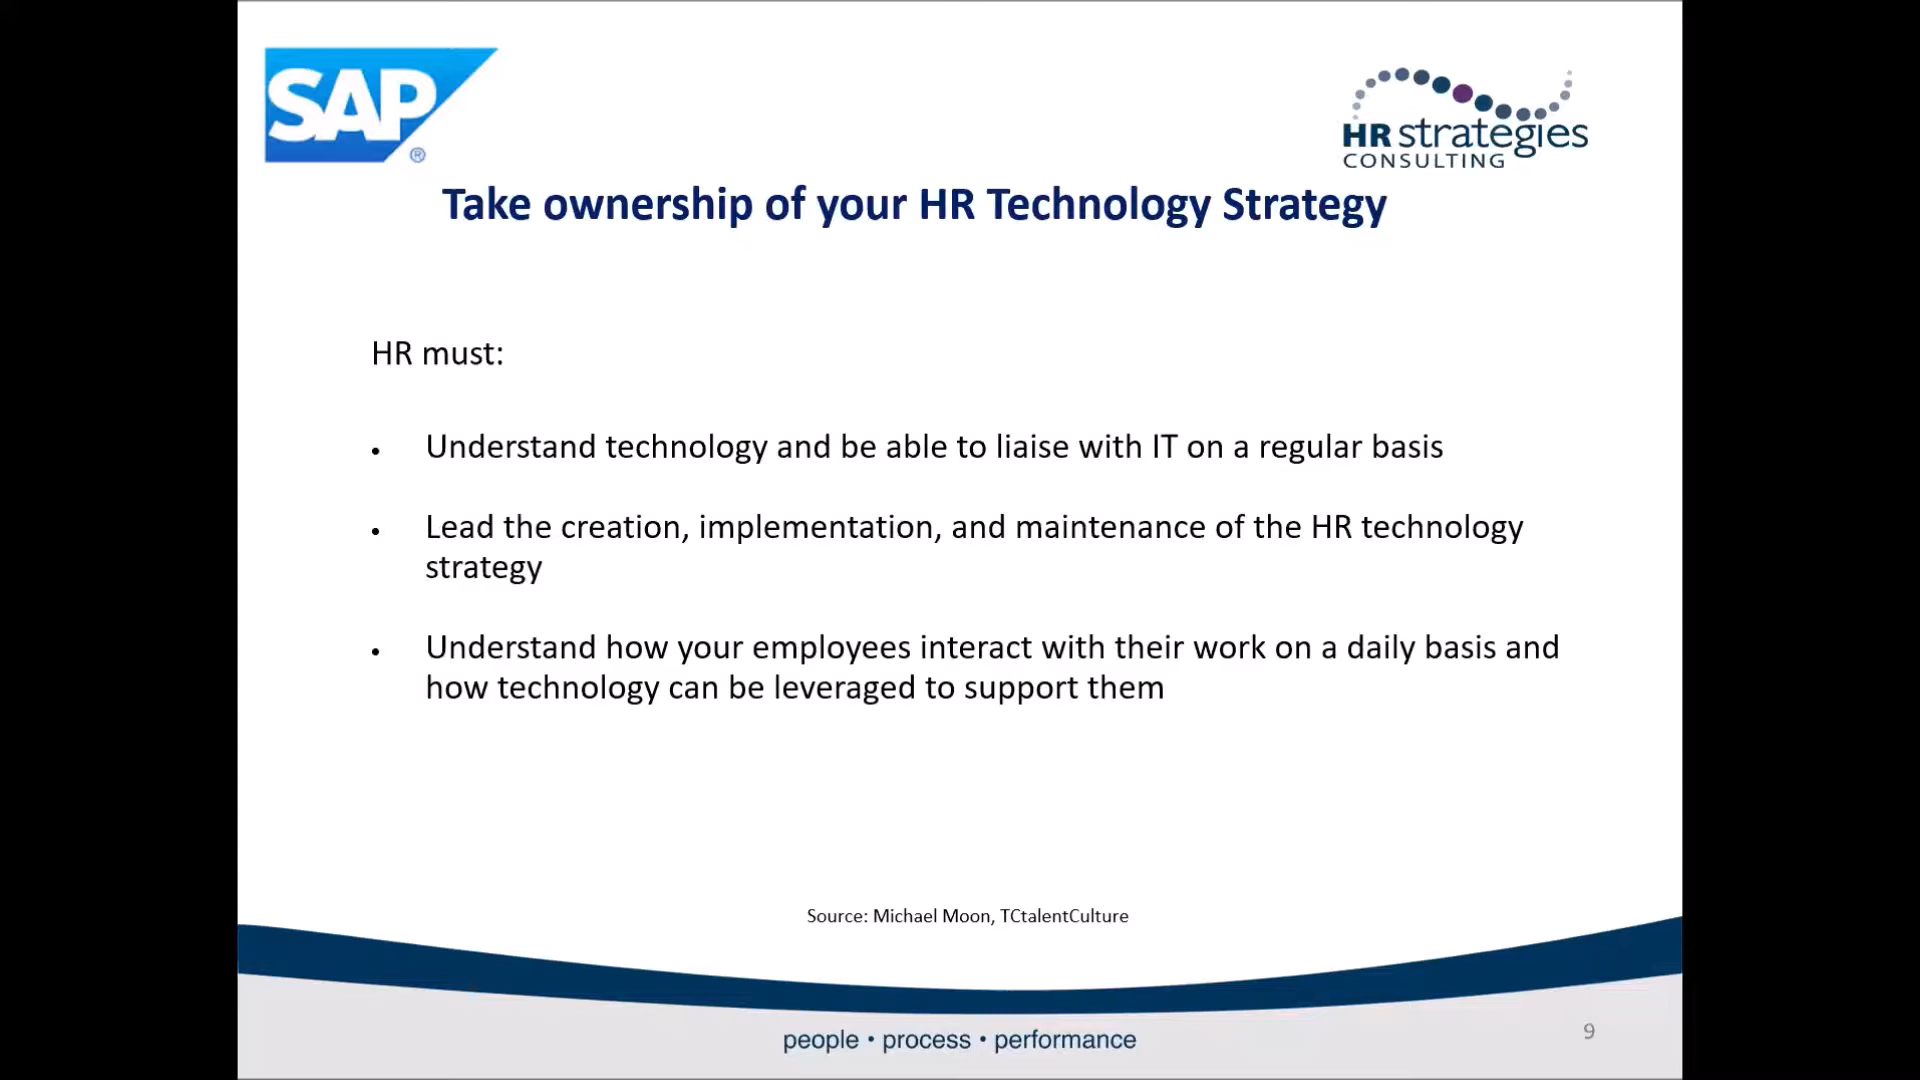 SAP
®
HR strategies
CONSULTING
Take ownership of your HR Technology Strategy
HR must:
• Understand technology and be able to liaise with IT on a regular basis
• Lead the creation, implementation, and maintenance of the HR technology
strategy
• Understand how your employees interact with their work on a daily basis and
how technology can be leveraged to support them
Source: Michael Moon, TCtalentCulture
people • process • performance
9